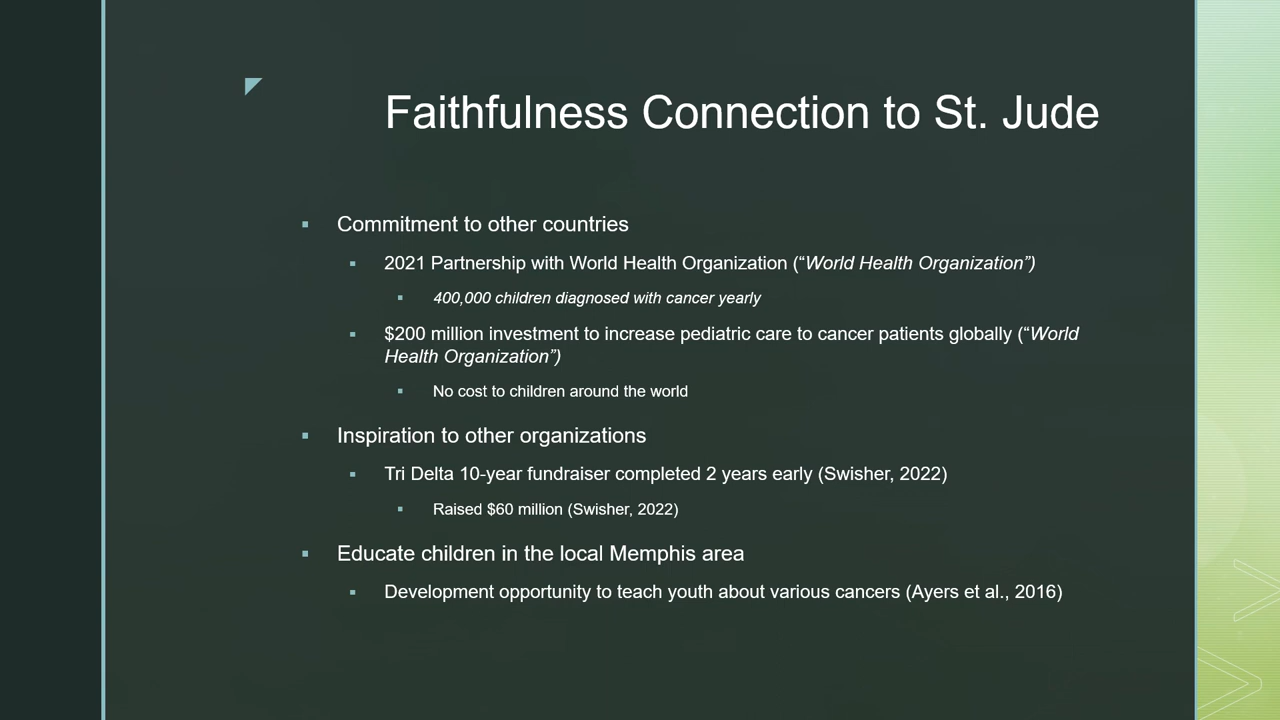 Faithfulness Connection to St. Jude
Commitment to other countries
2021 Partnership with World Health Organization (“World Health Organization”)
400,000 children diagnosed with cancer yearly
$200 million investment to increase pediatric care to cancer patients globally (“World
Health Organization”)
No cost to children around the world
Inspiration to other organizations
Tri Delta 10-year fundraiser completed 2 years early (Swisher, 2022)
Raised $60 million (Swisher, 2022)
Educate children in the local Memphis area
Development opportunity to teach youth about various cancers (Ayers et al., 2016)